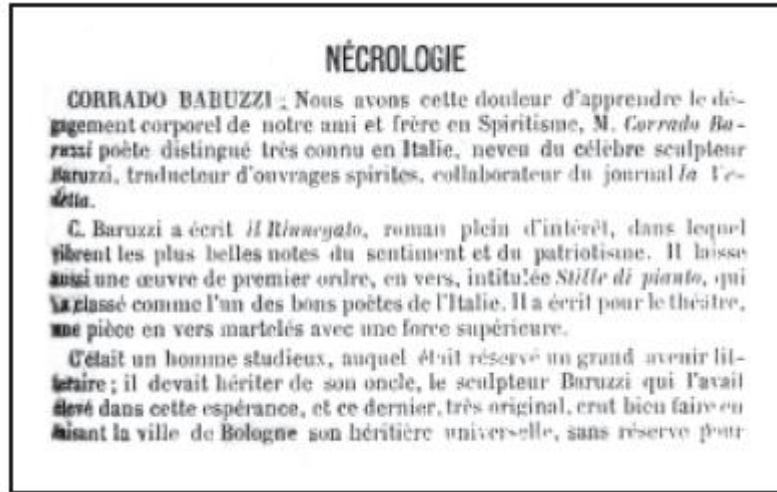 NÉCROLOGIE
CORRADO BARUZZI : Nous avons cette douleur d'apprendre le dé-
gagement corporel de notre ami et frère en Spiritisme, M. Corrado Ba-
ruzzi poète distingué très connu en Italie, neveu du célèbre sculpteur
Baruzzi, traducteur d'ouvrages spirites, collaborateur du journal la Ve-
detta.
C. Baruzzi a écrit il Rinnegato, roman plein d'intérêt, dans lequel
vibrent les plus belles notes du sentiment et du patriotisme. Il laisse
aussi une œuvre de premier ordre, en vers, intitulée Stille di pianto, qui
l'a classé comme l'un des bons poètes de l'Italie. Il a écrit pour le théâtre,
une pièce en vers martelés avec une force supérieure.
C'était un homme studieux, auquel était réservé un grand avenir lit-
téraire ; il devait hériter de son oncle, le sculpteur Baruzzi qui l'avait
élevé dans cette espérance, et ce dernier, très original, crut bien faire en
faisant la ville de Bologne son héritière universelle, sans réserve pour